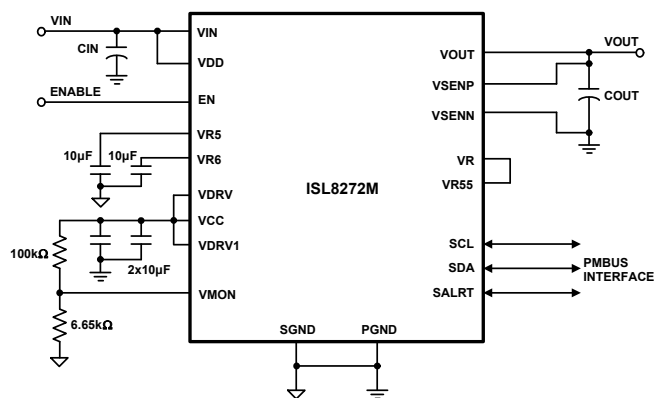 VIN
CIN
ENABLE
10µF 10µF
100kΩ
2x10µF
6.65kΩ
VIN
VDD
EN
VR5
VR6
VDRV
VCC
VDRV1
VMON
ISL8272M
SGND PGND
VOUT
VSENP
VSENN
VR
VR55
SCL
SDA
SALRT
VOUT
COUT
PMBUS
INTERFACE